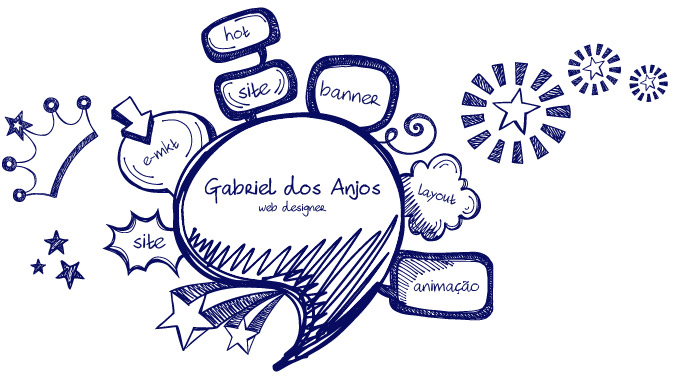 hot
site
banner
e-mkt
Gabriel dos Anjos
web designer
layout
site
animação